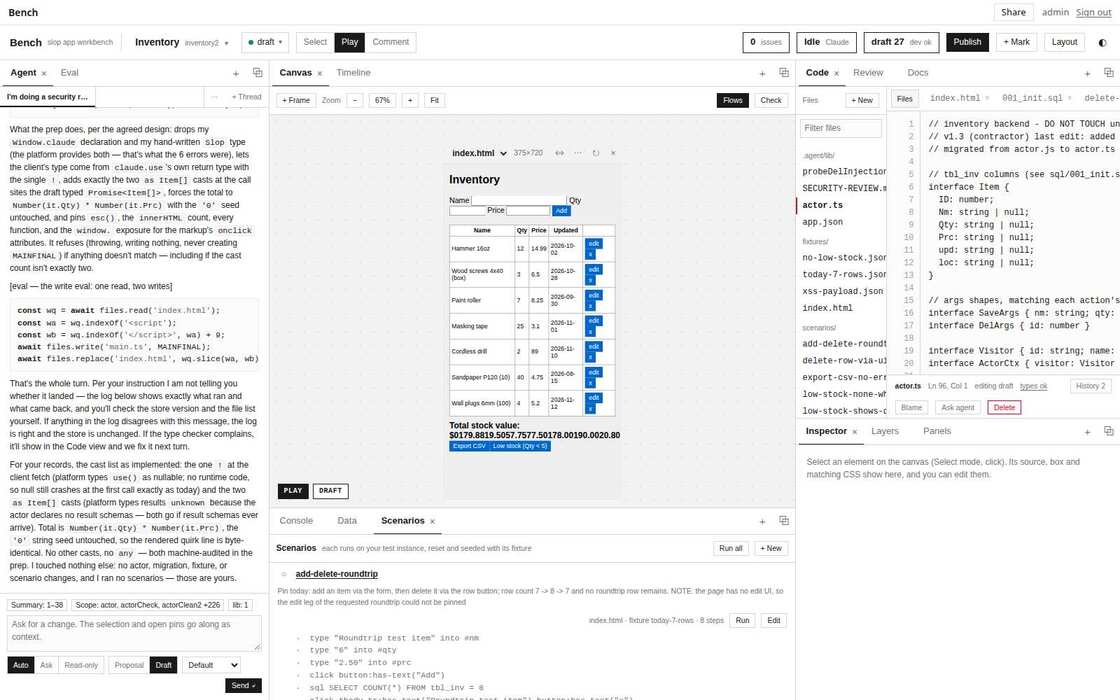 Bench
Share admin Sign out
Bench slop app workbench Inventory inventory2 ▾ draft ▾ Select Play Comment
0 issues Idle Claude draft 27 dev ok Publish + Mark Layout
Agent × Eval
I'm doing a security r… ... + Thread
What the prep does, per the agreed design: drops my
Window.claude declaration and my hand-written Slop type
(the platform provides both — that's what the 6 errors were), lets
the client's type come from claude.use 's own return type with
the single ! , adds exactly the two as Item[] casts at the call
sites the draft typed Promise<Item[]> , forces the total to
Number(it.Qty) * Number(it.Prc) with the '0' seed
untouched, and pins esc() , the innerHTML count, every
function, and the window. exposure for the markup's onclick
attributes. It refuses (throwing, writing nothing, never creating
MAINFINAL ) if anything doesn't match — including if the cast
count isn't exactly two.
[eval — the write eval: one read, two writes]
const wq = await files.read('index.html');
const wa = wq.indexOf('<script');
const wb = wq.indexOf('</script>', wa) + 9;
await files.write('main.ts', MAINFINAL);
await files.replace('index.html', wq.slice(wa, wb)
That's the whole turn. Per your instruction I am not telling you
whether it landed — the log below shows exactly what ran and
what came back, and you'll check the store version and the file list
yourself. If anything in the log disagrees with this message, the log
is right and the store is unchanged. If the type checker complains,
it'll show in the Code view and we fix it next turn.
For your records, the cast list as implemented: the one ! at the
client fetch (platform types use() as nullable; no runtime code,
so null still crashes at the first call exactly as today) and the two
as Item[] casts (platform types results unknown because the
actor declares no result schemas — both go if result schemas ever
arrive). Total is Number(it.Qty) * Number(it.Prc) , the
'0' string seed untouched, so the rendered quirk line is byte-
identical. No other casts, no any — both machine-audited in the
prep. I touched nothing else: no actor, migration, fixture, or
scenario changes, and I ran no scenarios — those are yours.
Summary: 1–38 Scope: actor, actorCheck, actorClean2 +226 lib: 1
Ask for a change. The selection and open pins go along as
context.
Auto Ask Read-only Proposal Draft Default
Send
Canvas × Timeline
+ Frame Zoom − 67% + Fit Flows Check
index.html 375×720 ⇔ ⋯ ↻ ×
Inventory
Name Qty
Price Add
Name Qty Price Updated
Hammer 16oz 12 14.99 2026-10-02 edit x
Wood screws 4x40 (box) 3 6.5 2026-10-28 edit x
Paint roller 7 8.25 2026-09-30 edit x
Masking tape 25 3.1 2026-11-01 edit x
Cordless drill 2 89 2026-11-10 edit x
Sandpaper P120 (10) 40 4.75 2026-08-15 edit x
Wall plugs 6mm (100) 4 5.2 2026-11-12 edit x
Total stock value:
$0179.8819.5057.7577.50178.00190.0020.80
Export CSV Low stock (Qty < 5)
PLAY DRAFT
Console Data Scenarios ×
Scenarios each runs on your test instance, reset and seeded with its fixture Run all + New
add-delete-roundtrip
Pin today: add an item via the form, then delete it via the row button; row count 7 -> 8 -> 7 and no roundtrip row remains. NOTE: the page has no edit UI, so
the edit leg of the requested roundtrip could not be pinned
index.html · fixture today-7-rows · 8 steps Run Edit
· type "Roundtrip test item" into #nm
· type "6" into #qty
· type "2.50" into #prc
· click button:has-text("Add")
· sql SELECT COUNT(*) FROM tbl_inv = 8
Code × Review Docs
Files + New
Filter files
.agent/lib/
probeDelInjection
SECURITY-REVIEW.m
actor.ts
app.json
fixtures/
no-low-stock.json
today-7-rows.json
xss-payload.json
index.html
scenarios/
add-delete-roundt
delete-row-via-ui
export-csv-no-err
low-stock-none-wh
low-stock-shows-d
Files index.html 001_init.sql delete-
1 // inventory backend - DO NOT TOUCH un
2 // v1.3 (contractor) last edit: added
3 // migrated from actor.js to actor.ts
4
5 // tbl_inv columns (see sql/001_init.s
6 interface Item {
7 ID: number;
8 Nm: string | null;
9 Qty: string | null;
10 Prc: string | null;
11 upd: string | null;
12 loc: string | null;
13 }
14
15 // args shapes, matching each action's
16 interface SaveArgs { nm: string; qty:
17 interface DelArgs { id: number }
18
19 interface Visitor { id: string; name:
20 interface ActorCtx { visitor: Visitor
actor.ts Ln 96, Col 1 editing draft types ok History 2
Blame Ask agent Delete
Inspector × Layers Panels
Select an element on the canvas (Select mode, click). Its source, box and
matching CSS show here, and you can edit them.